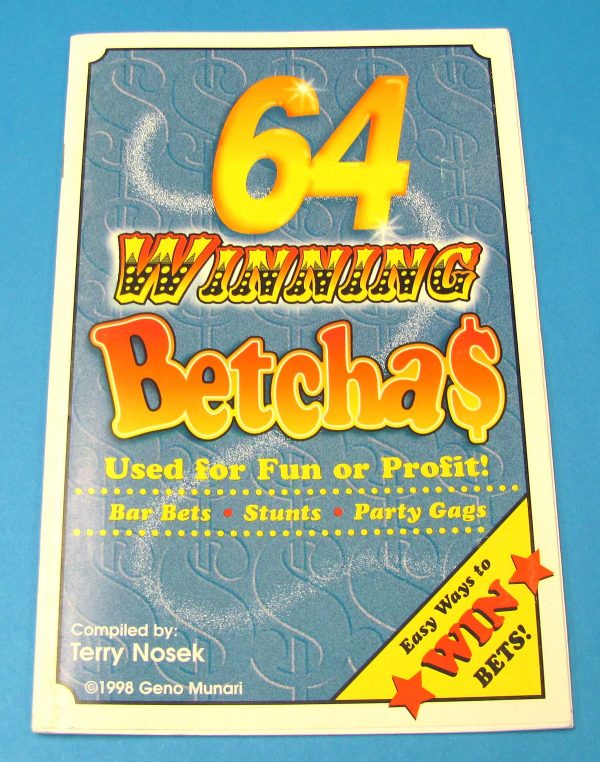 64
WINNING
Betcha$
Used for Fun or Profit!
Bar Bets • Stunts • Party Gags
Easy Ways to
WIN
BETS!
Compiled by:
Terry Nosek
©1998 Geno Munari